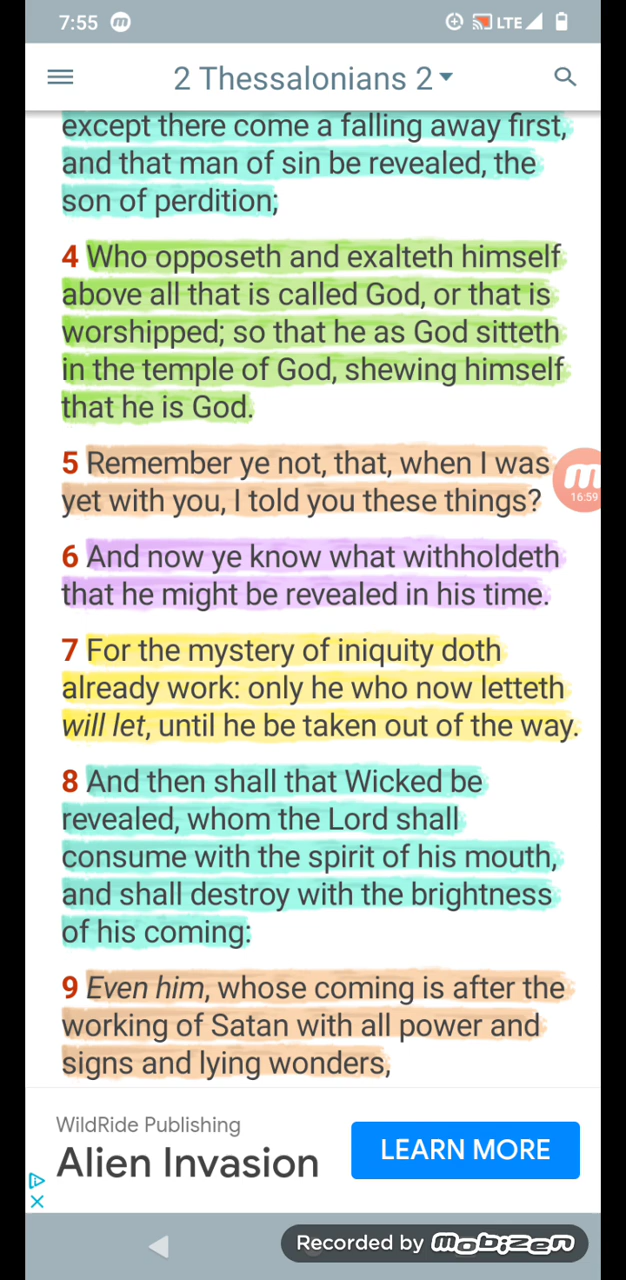 7:55 m LTE
2 Thessalonians 2
except there come a falling away first,
and that man of sin be revealed, the
son of perdition;
4 Who opposeth and exalteth himself
above all that is called God, or that is
worshipped; so that he as God sitteth
in the temple of God, shewing himself
that he is God.
5 Remember ye not, that, when I was
yet with you, I told you these things?
m
16:59
6 And now ye know what withholdeth
that he might be revealed in his time.
7 For the mystery of iniquity doth
already work: only he who now letteth
will let, until he be taken out of the way.
8 And then shall that Wicked be
revealed, whom the Lord shall
consume with the spirit of his mouth,
and shall destroy with the brightness
of his coming:
9 Even him, whose coming is after the
working of Satan with all power and
signs and lying wonders,
WildRide Publishing
Alien Invasion
LEARN MORE
Recorded by mobizen